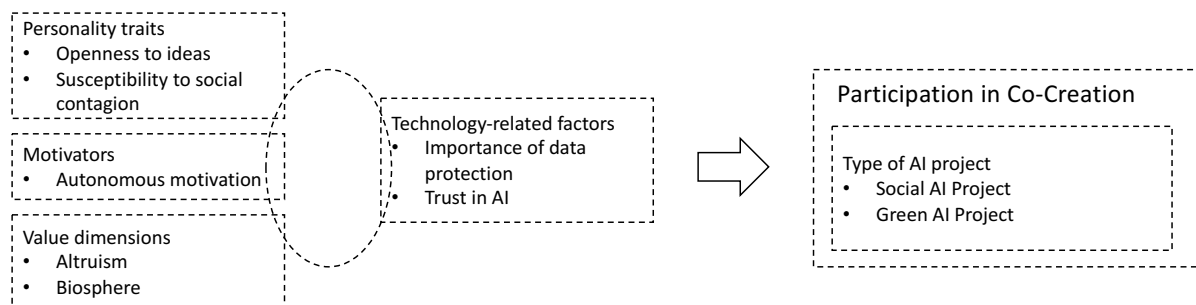 Personality traits
• Openness to ideas
• Susceptibility to social
contagion
Motivators
• Autonomous motivation
Value dimensions
• Altruism
• Biosphere
Technology-related factors
• Importance of data
protection
• Trust in AI
Participation in Co-Creation
Type of AI project
• Social AI Project
• Green AI Project